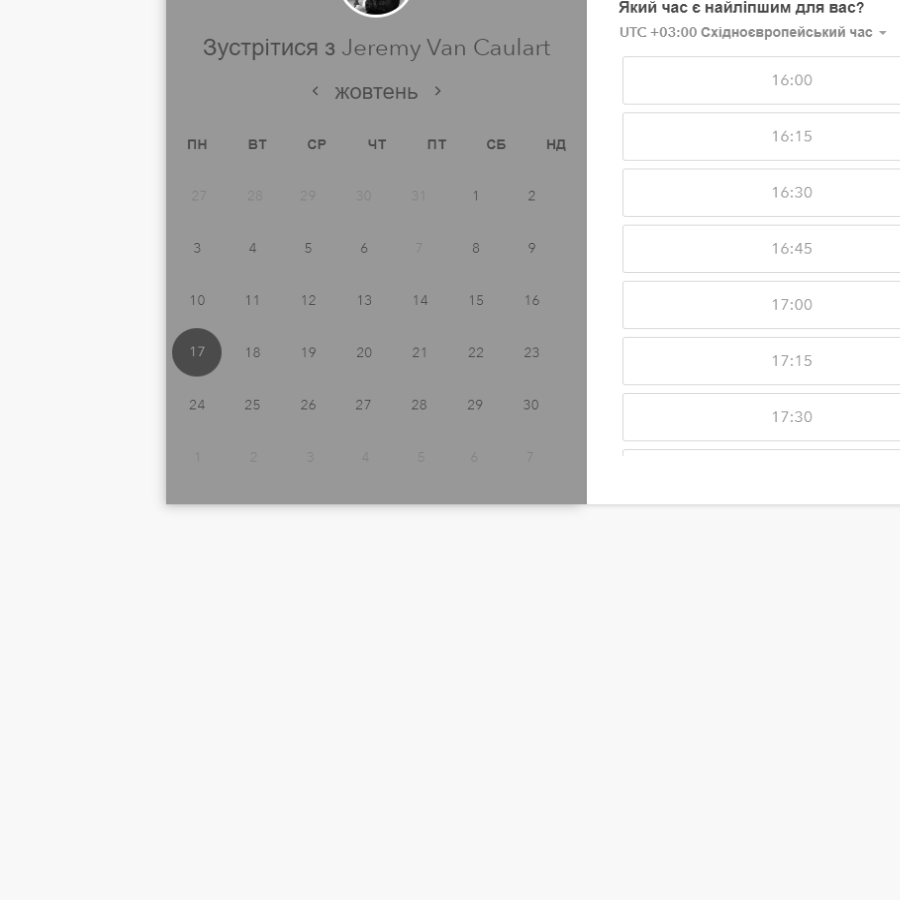 Зустрітися з Jeremy Van Caulart
‹ жовтень ›
ПН ВТ СР ЧТ ПТ СБ НД
27 28 29 30 31 1 2
3 4 5 6 7 8 9
10 11 12 13 14 15 16
17 18 19 20 21 22 23
24 25 26 27 28 29 30
1 2 3 4 5 6 7
Який час є найліпшим для вас?
UTC +03:00 Східноєвропейський час
16:00
16:15
16:30
16:45
17:00
17:15
17:30